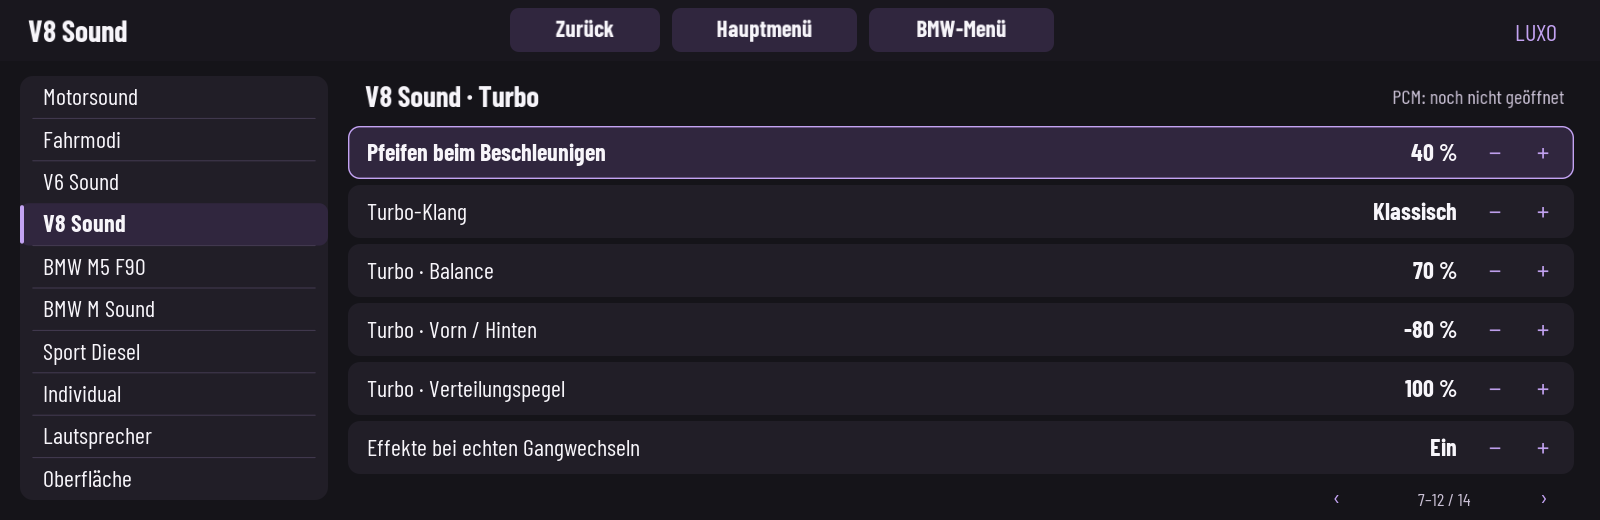 V8 Sound
Zurück
Hauptmenü
BMW-Menü
LUXO
Motorsound
Fahrmodi
V6 Sound
V8 Sound
BMW M5 F90
BMW M Sound
Sport Diesel
Individual
Lautsprecher
Oberfläche
V8 Sound · Turbo
PCM: noch nicht geöffnet
Pfeifen beim Beschleunigen 40 % − +
Turbo-Klang Klassisch − +
Turbo · Balance 70 % − +
Turbo · Vorn / Hinten -80 % − +
Turbo · Verteilungspegel 100 % − +
Effekte bei echten Gangwechseln Ein − +
‹ 7–12 / 14 ›